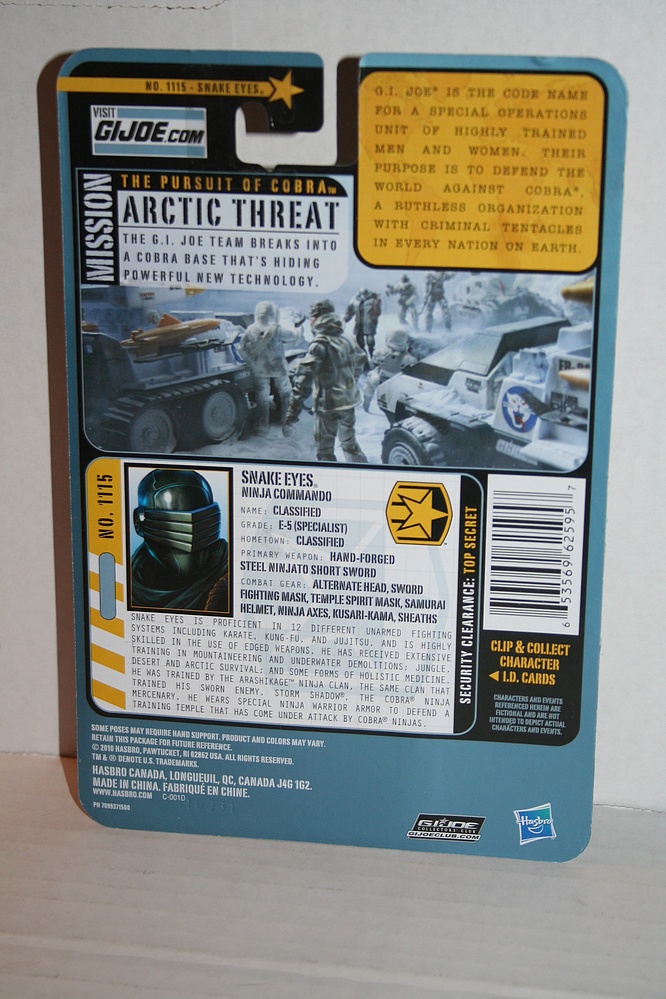 NO. 1115 - SNAKE EYES®
VISIT
GIJOE.COM
G.I. JOE® IS THE CODE NAME
FOR A SPECIAL OPERATIONS
UNIT OF HIGHLY TRAINED
MEN AND WOMEN. THEIR
PURPOSE IS TO DEFEND THE
WORLD AGAINST COBRA®,
A RUTHLESS ORGANIZATION
WITH CRIMINAL TENTACLES
IN EVERY NATION ON EARTH.
MISSION
THE PURSUIT OF COBRA™
ARCTIC THREAT
THE G.I. JOE TEAM BREAKS INTO
A COBRA BASE THAT'S HIDING
POWERFUL NEW TECHNOLOGY.
NO. 1115
SNAKE EYES®
NINJA COMMANDO
NAME: CLASSIFIED
GRADE: E-5 (SPECIALIST)
HOMETOWN: CLASSIFIED
PRIMARY WEAPON: HAND-FORGED
STEEL NINJATO SHORT SWORD
COMBAT GEAR: ALTERNATE HEAD, SWORD
FIGHTING MASK, TEMPLE SPIRIT MASK, SAMURAI
HELMET, NINJA AXES, KUSARI-KAMA, SHEATHS
SNAKE EYES IS PROFICIENT IN 12 DIFFERENT UNARMED FIGHTING
SYSTEMS INCLUDING KARATE, KUNG-FU, AND JUJITSU, AND IS HIGHLY
SKILLED IN THE USE OF EDGED WEAPONS. HE HAS RECEIVED EXTENSIVE
TRAINING IN MOUNTAINEERING AND UNDERWATER DEMOLITIONS; JUNGLE,
DESERT AND ARCTIC SURVIVAL; AND SOME FORMS OF HOLISTIC MEDICINE.
HE WAS TRAINED BY THE ARASHIKAGE™ NINJA CLAN, THE SAME CLAN THAT
TRAINED HIS SWORN ENEMY, STORM SHADOW®, THE COBRA® NINJA
MERCENARY. HE WEARS SPECIAL NINJA WARRIOR ARMOR TO DEFEND A
TRAINING TEMPLE THAT HAS COME UNDER ATTACK BY COBRA® NINJAS.
SECURITY CLEARANCE: TOP SECRET
6 53569 62595 7
CLIP & COLLECT
CHARACTER
I.D. CARDS
CHARACTERS AND EVENTS
REFERENCED HEREIN ARE
FICTIONAL AND ARE NOT
INTENDED TO DEPICT ACTUAL
CHARACTERS AND EVENTS.
SOME POSES MAY REQUIRE HAND SUPPORT. PRODUCT AND COLORS MAY VARY.
RETAIN THIS PACKAGE FOR FUTURE REFERENCE.
© 2010 HASBRO, PAWTUCKET, RI 02862 USA. ALL RIGHTS RESERVED.
TM & ® DENOTE U.S. TRADEMARKS.
HASBRO CANADA, LONGUEUIL, QC, CANADA J4G 1G2.
MADE IN CHINA. FABRIQUÉ EN CHINE.
WWW.HASBRO.COM C-001D
PN 7099371500
GI JOE
COLLECTORS' CLUB
GIJOECLUB.COM
Hasbro